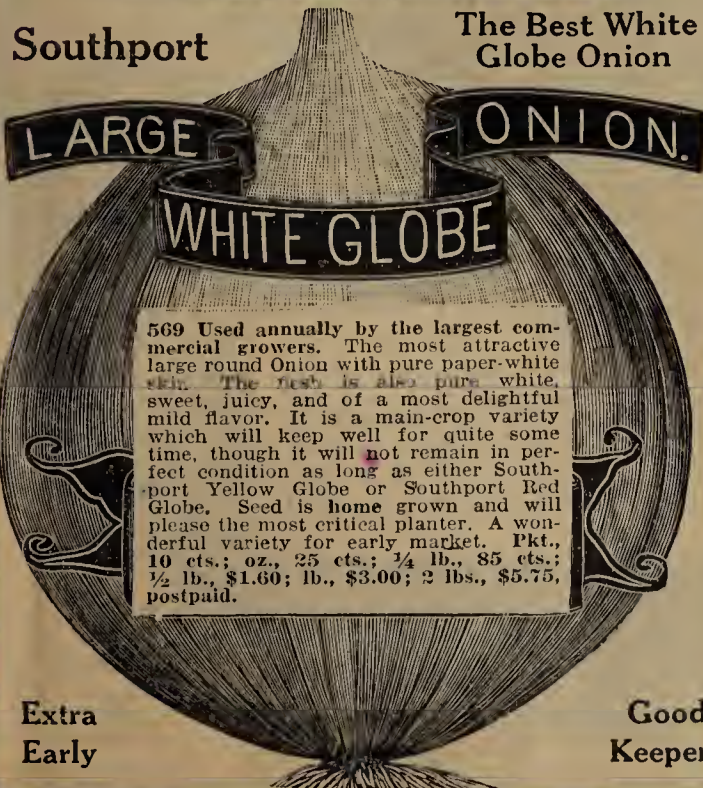 Southport
The Best White
Globe Onion
LARGE
WHITE GLOBE
ONION.
569 Used annually by the largest com-
mercial growers. The most attractive
large round Onion with pure paper-white
skin. The flesh is also pure white,
sweet, juicy, and of a most delightful
mild flavor. It is a main-crop variety
which will keep well for quite some
time, though it will not remain in per-
fect condition as long as either South-
port Yellow Globe or Southport Red
Globe. Seed is home grown and will
please the most critical planter. A won-
derful variety for early market. Pkt.,
10 cts.; oz., 25 cts.; ¼ lb., 85 cts.;
½ lb., $1.60; lb., $3.00; 2 lbs., $5.75,
postpaid.
Extra
Early
Good
Keeper